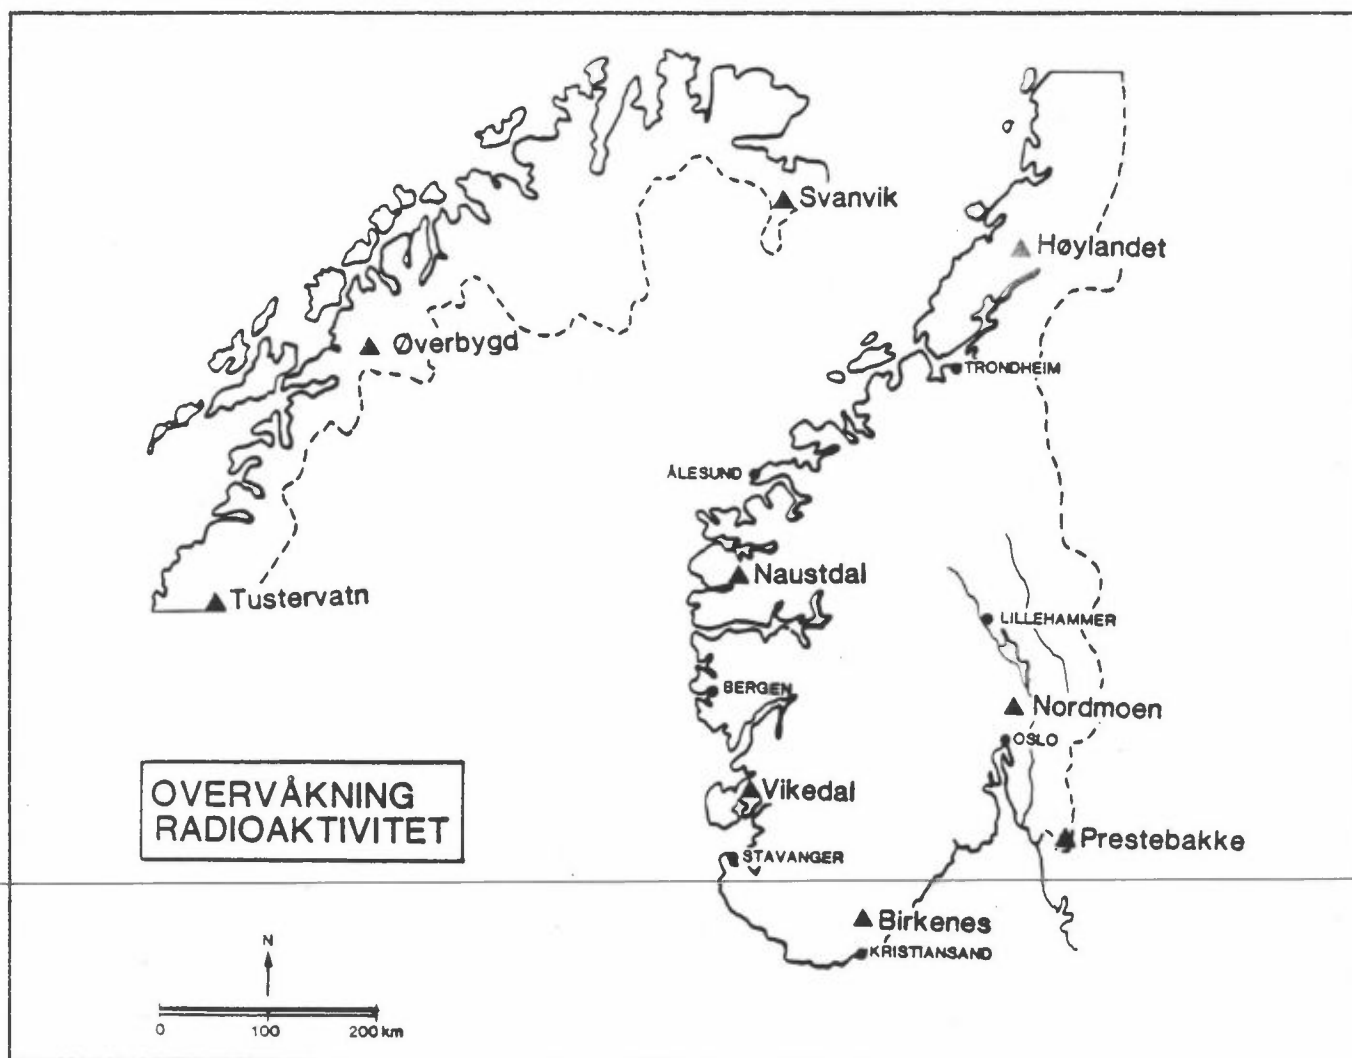 Svanvik
Høylandet
Øverbygd
TRONDHEIM
ÅLESUND
Naustdal
Tustervatn
LILLEHAMMER
BERGEN
Nordmoen
OSLO
OVERVÅKNING
RADIOAKTIVITET
Vikedal
Prestebakke
STAVANGER
Birkenes
KRISTIANSAND
N
0 100 200 km